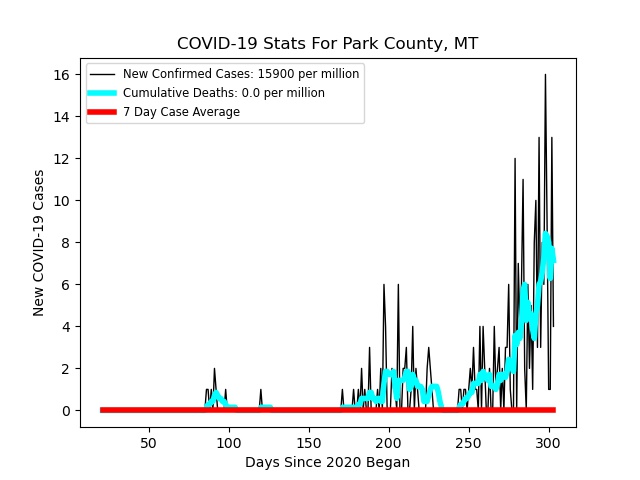 COVID-19 Stats For Park County, MT
New Confirmed Cases: 15900 per million
Cumulative Deaths: 0.0 per million
7 Day Case Average
16
14
12
10
8
6
4
2
0
New COVID-19 Cases
50 100 150 200 250 300
Days Since 2020 Began